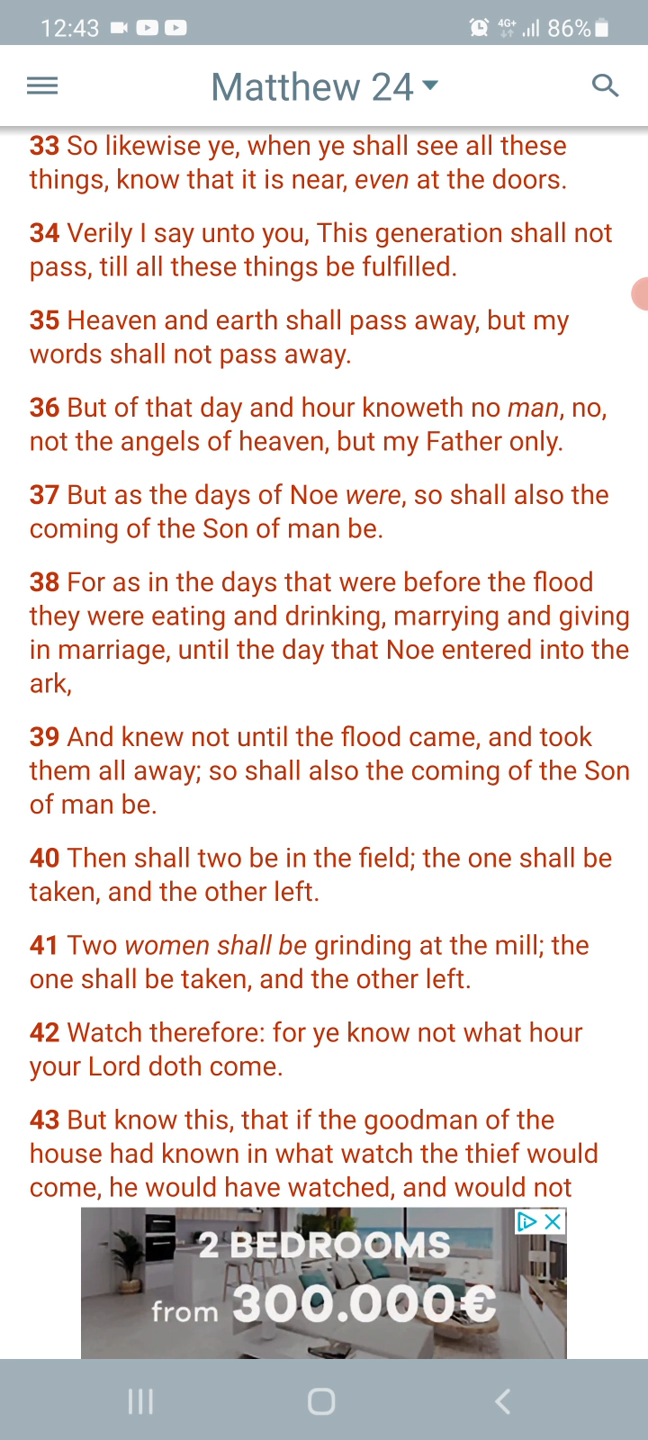 12:43
4G+ 86%
Matthew 24
33 So likewise ye, when ye shall see all these
things, know that it is near, even at the doors.
34 Verily I say unto you, This generation shall not
pass, till all these things be fulfilled.
35 Heaven and earth shall pass away, but my
words shall not pass away.
36 But of that day and hour knoweth no man, no,
not the angels of heaven, but my Father only.
37 But as the days of Noe were, so shall also the
coming of the Son of man be.
38 For as in the days that were before the flood
they were eating and drinking, marrying and giving
in marriage, until the day that Noe entered into the
ark,
39 And knew not until the flood came, and took
them all away; so shall also the coming of the Son
of man be.
40 Then shall two be in the field; the one shall be
taken, and the other left.
41 Two women shall be grinding at the mill; the
one shall be taken, and the other left.
42 Watch therefore: for ye know not what hour
your Lord doth come.
43 But know this, that if the goodman of the
house had known in what watch the thief would
come, he would have watched, and would not
2 BEDROOMS
from 300.000€